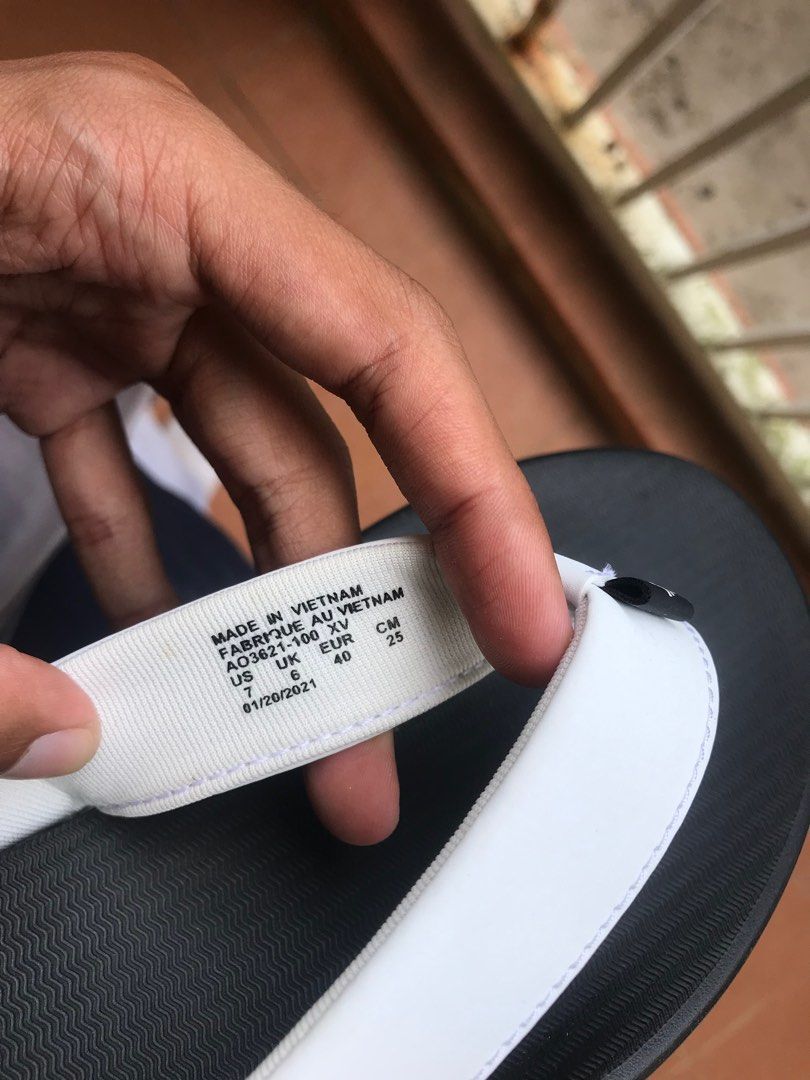 MADE IN VIETNAM
FABRIQUE AU VIETNAM
AO3621-100 XV
US UK EUR CM
7 6 40 25
01/20/2021